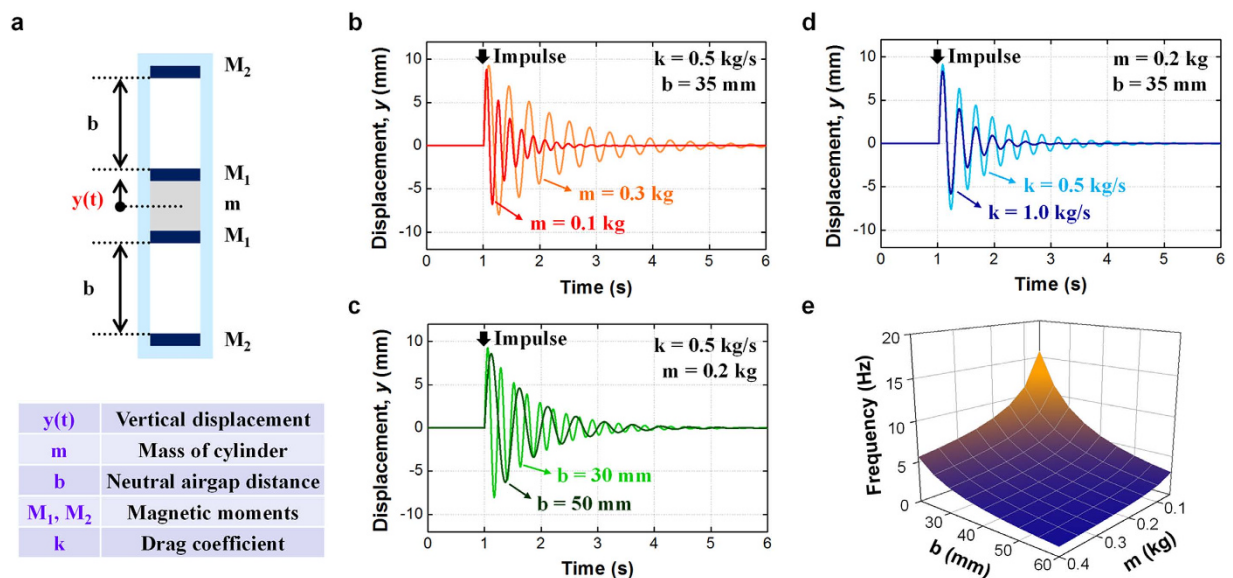 a
M₂
b
M₁
y(t)
m
M₁
b
M₂
y(t) Vertical displacement
m Mass of cylinder
b Neutral airgap distance
M₁, M₂ Magnetic moments
k Drag coefficient
b
Impulse
k = 0.5 kg/s
b = 35 mm
m = 0.3 kg
m = 0.1 kg
Displacement, y (mm)
10
5
0
-5
-10
0 1 2 3 4 5 6
Time (s)
c
Impulse
k = 0.5 kg/s
m = 0.2 kg
b = 30 mm
b = 50 mm
Displacement, y (mm)
10
5
0
-5
-10
0 1 2 3 4 5 6
Time (s)
d
Impulse
m = 0.2 kg
b = 35 mm
k = 0.5 kg/s
k = 1.0 kg/s
Displacement, y (mm)
10
5
0
-5
-10
0 1 2 3 4 5 6
Time (s)
e
Frequency (Hz)
20
15
10
5
0
30
40
50
60
b (mm)
0.4
0.3
0.2
0.1
m (kg)